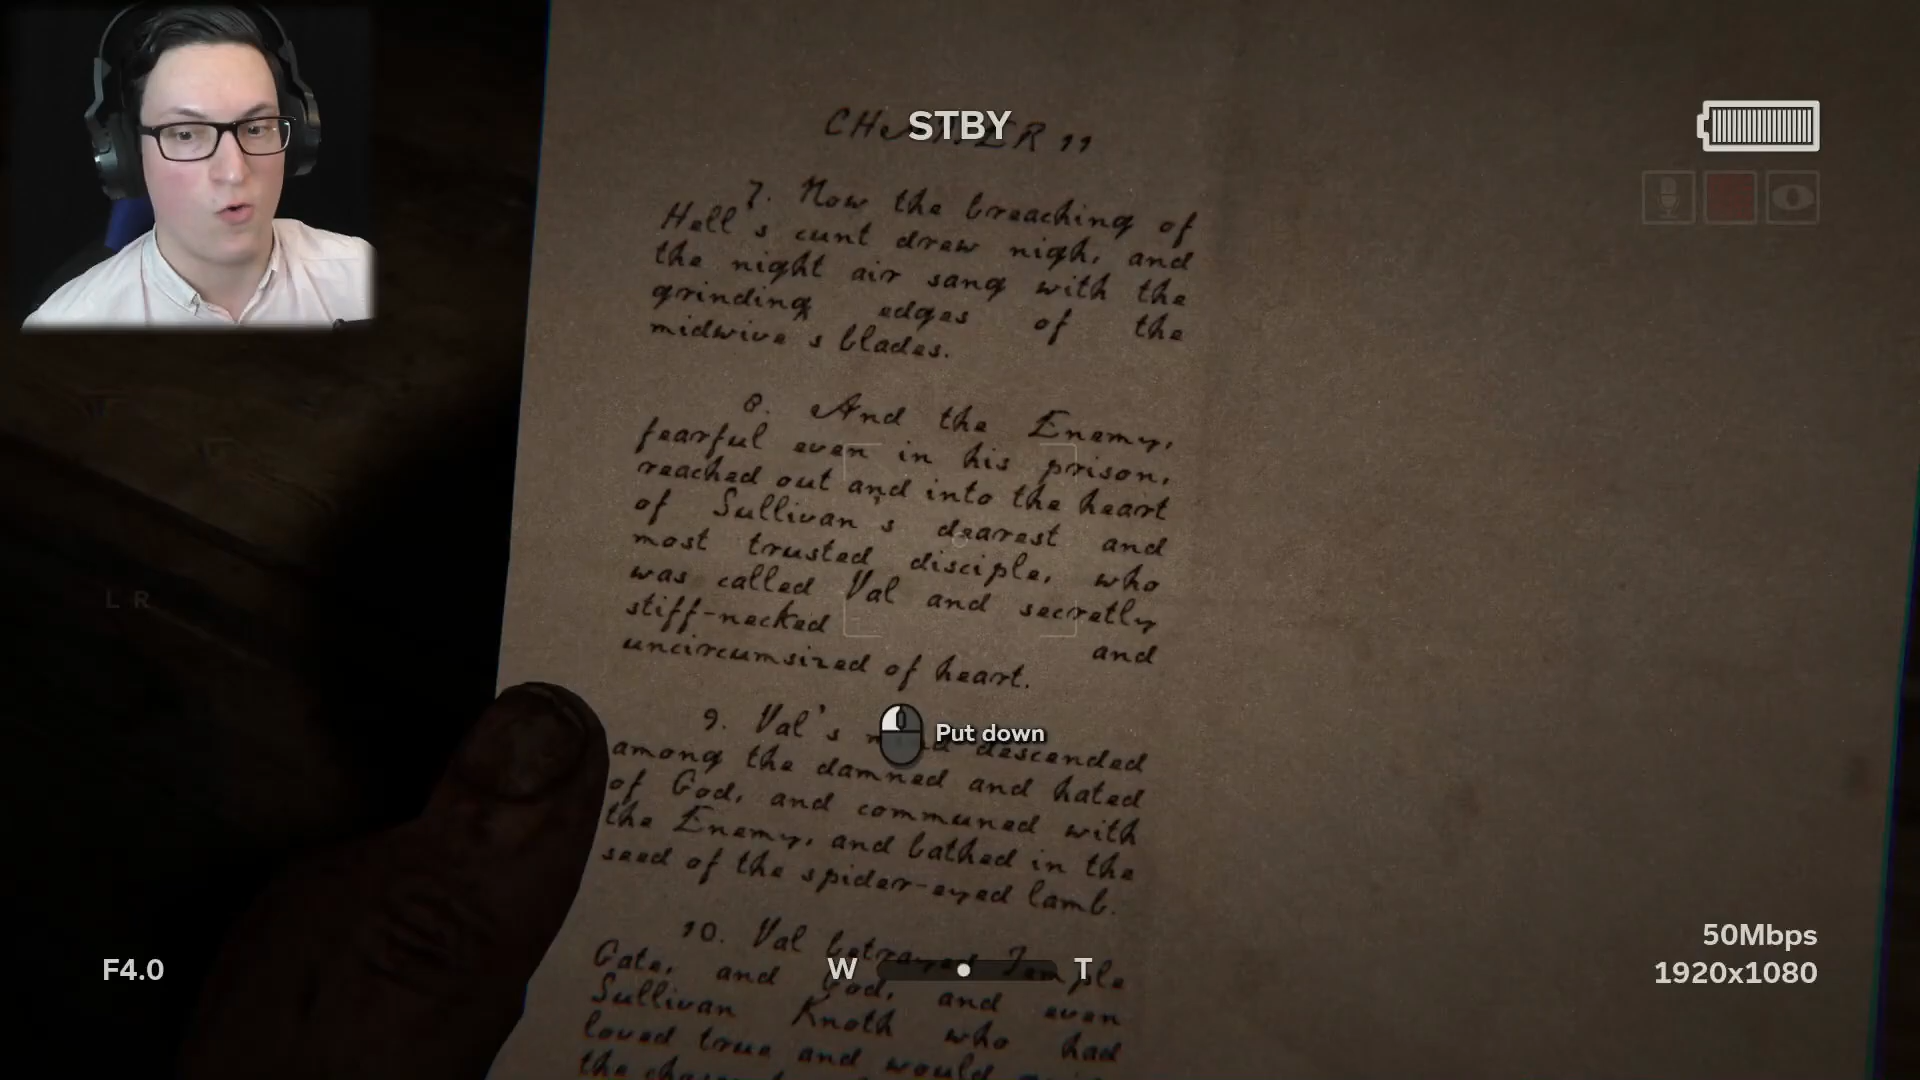 STBY
CHAPTER 11
7. Now the breaching of
Hell's cunt drew nigh, and
the night air sang with the
grinding edges of the
midwive's blades.
8. And the Enemy,
fearful even in his prison,
reached out and into the heart
of Sullivan's dearest and
most trusted disciple, who
was called Val and secretly
stiff-necked and
uncircumsized of heart.
9. Val's mind descended
Put down
among the damned and hated
of God, and communed with
the Enemy, and bathed in the
seed of the spider-eyed lamb.
10. Val betrayed Temple
Gate, and God, and even
Sullivan Knoth who had
loved true and would
L R
F4.0
W T
50Mbps
1920x1080